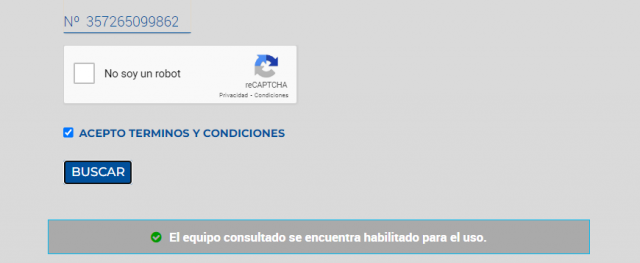 Nº 357265099862
No soy un robot
reCAPTCHA
Privacidad - Condiciones
ACEPTO TERMINOS Y CONDICIONES
BUSCAR
El equipo consultado se encuentra habilitado para el uso.